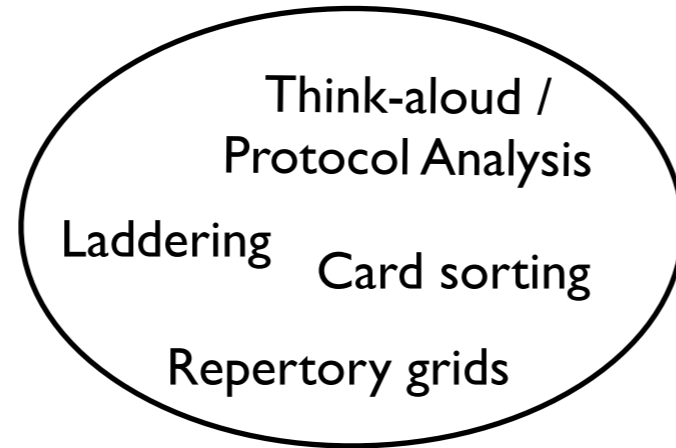 Think-aloud /
Protocol Analysis
Laddering
Card sorting
Repertory grids